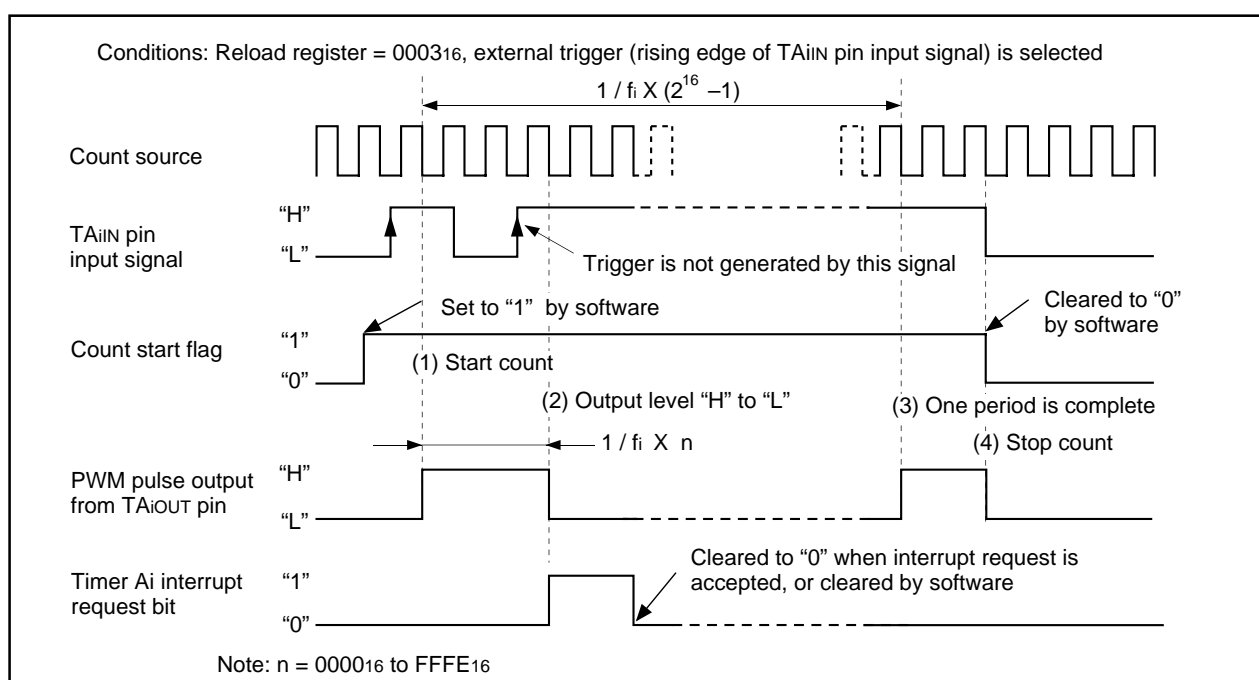 Conditions: Reload register = 000316, external trigger (rising edge of TAiIN pin input signal) is selected
1 / fi X (2^16 –1)
Count source
TAiIN pin
input signal
“H”
“L”
Trigger is not generated by this signal
Set to “1” by software
Cleared to “0”
by software
Count start flag
“1”
“0”
(1) Start count
(2) Output level “H” to “L”
(3) One period is complete
(4) Stop count
1 / fi X n
PWM pulse output
from TAiOUT pin
“H”
“L”
Timer Ai interrupt
request bit
“1”
“0”
Cleared to “0” when interrupt request is
accepted, or cleared by software
Note: n = 000016 to FFFE16